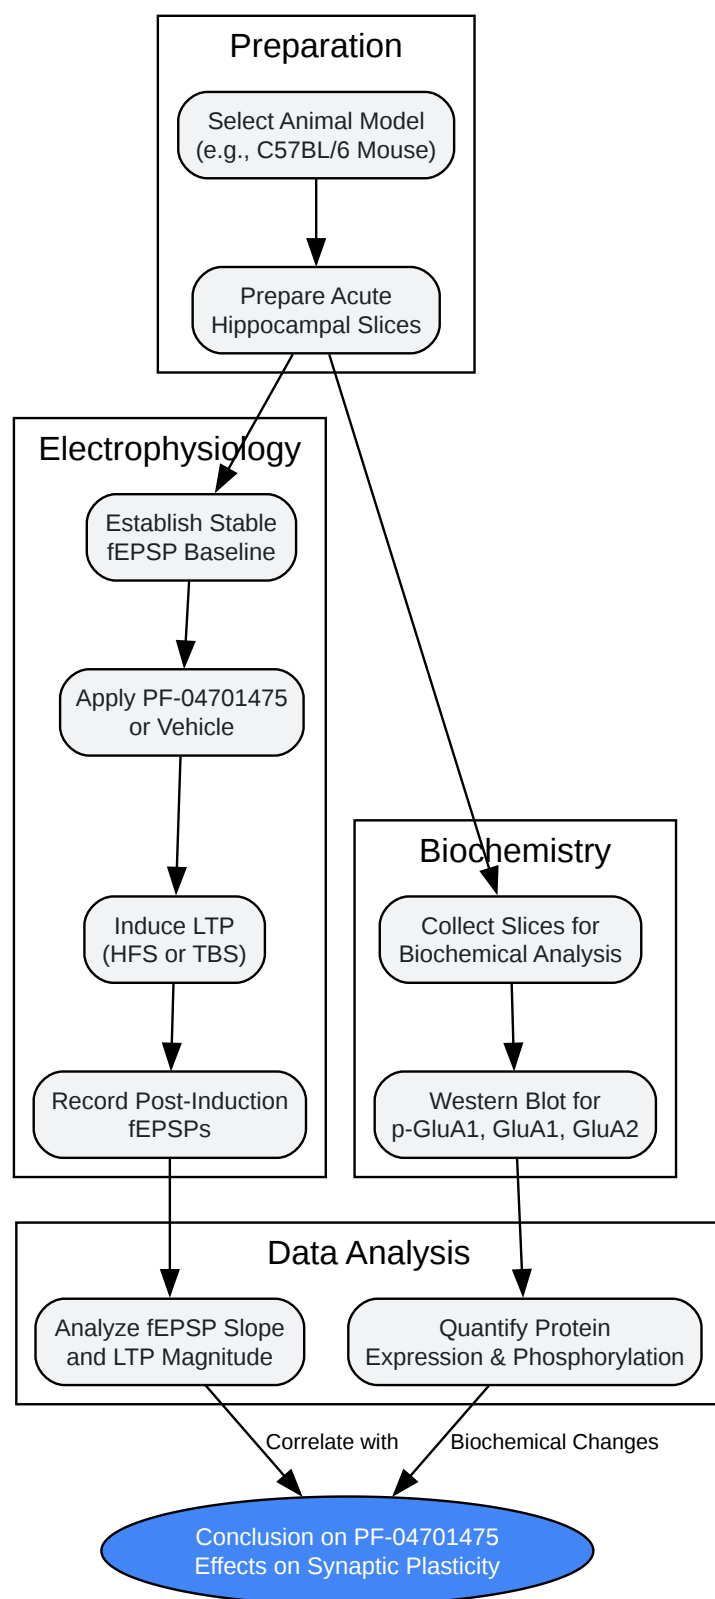 Preparation
Select Animal Model
(e.g., C57BL/6 Mouse)
Prepare Acute
Hippocampal Slices
Electrophysiology
Establish Stable
fEPSP Baseline
Apply PF-04701475
or Vehicle
Induce LTP
(HFS or TBS)
Record Post-Induction
fEPSPs
Biochemistry
Collect Slices for
Biochemical Analysis
Western Blot for
p-GluA1, GluA1, GluA2
Data Analysis
Analyze fEPSP Slope
and LTP Magnitude
Quantify Protein
Expression & Phosphorylation
Correlate with
Biochemical Changes
Conclusion on PF-04701475
Effects on Synaptic Plasticity